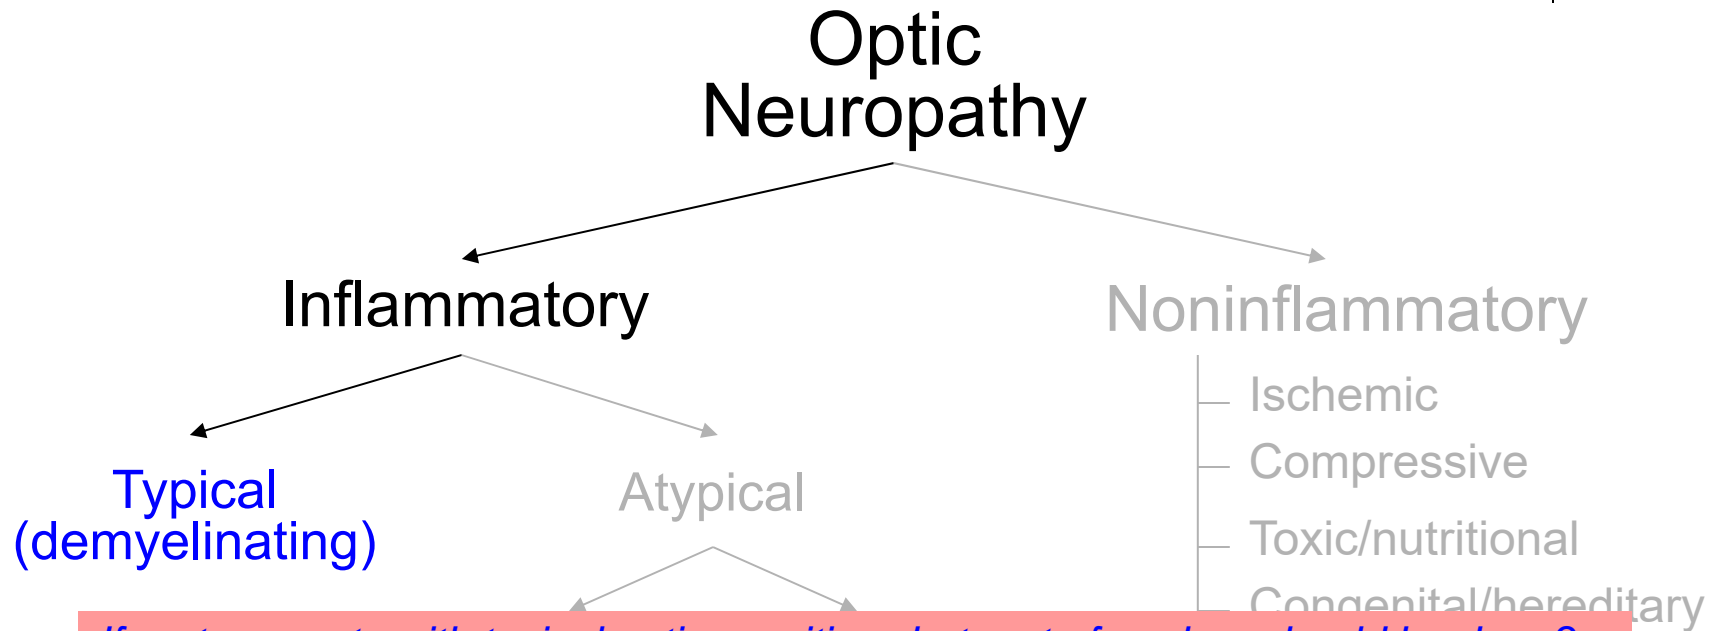 Optic
Neuropathy
Inflammatory
Noninflammatory
Ischemic
Compressive
Toxic/nutritional
Congenital/hereditary
Typical
(demyelinating)
Atypical